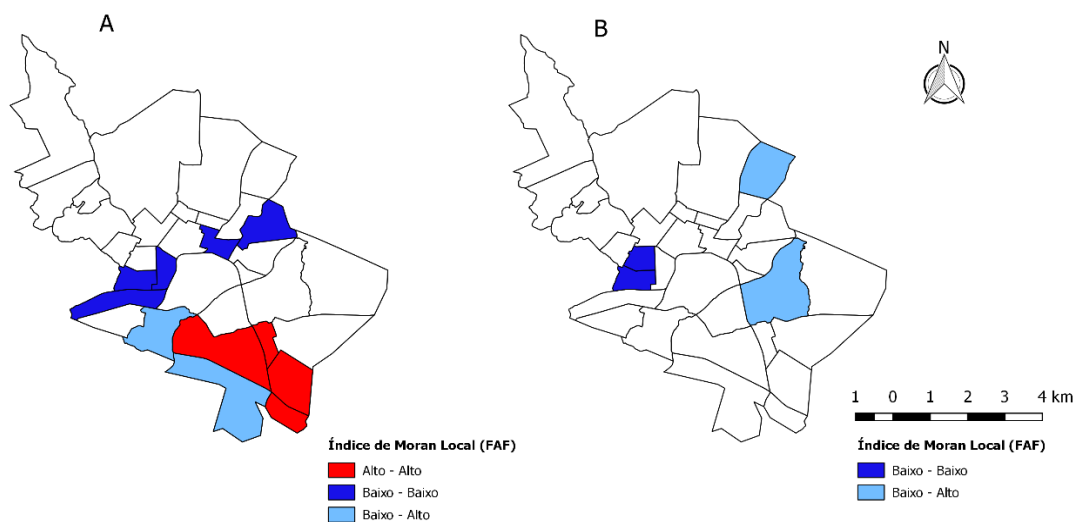 A
B
N
1 0 1 2 3 4 km
Índice de Moran Local (FAF)
Alto - Alto
Baixo - Baixo
Baixo - Alto
Índice de Moran Local (FAF)
Baixo - Baixo
Baixo - Alto